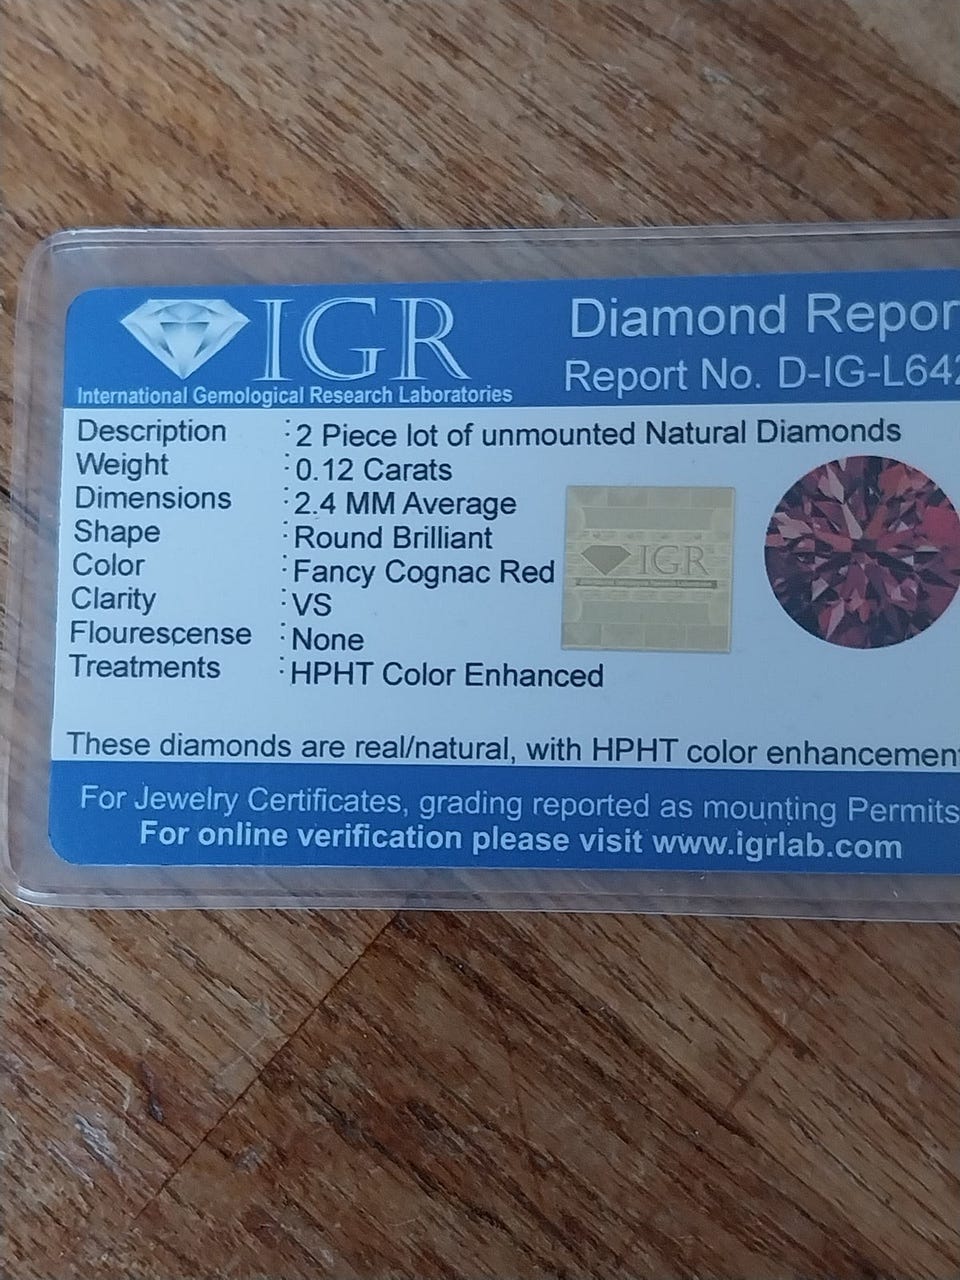 IGR
International Gemological Research Laboratories
Diamond Repor
Report No. D-IG-L642
Description : 2 Piece lot of unmounted Natural Diamonds
Weight : 0.12 Carats
Dimensions : 2.4 MM Average
Shape : Round Brilliant
Color : Fancy Cognac Red
Clarity : VS
Flourescense : None
Treatments : HPHT Color Enhanced
IGR
These diamonds are real/natural, with HPHT color enhancement
For Jewelry Certificates, grading reported as mounting Permits
For online verification please visit www.igrlab.com